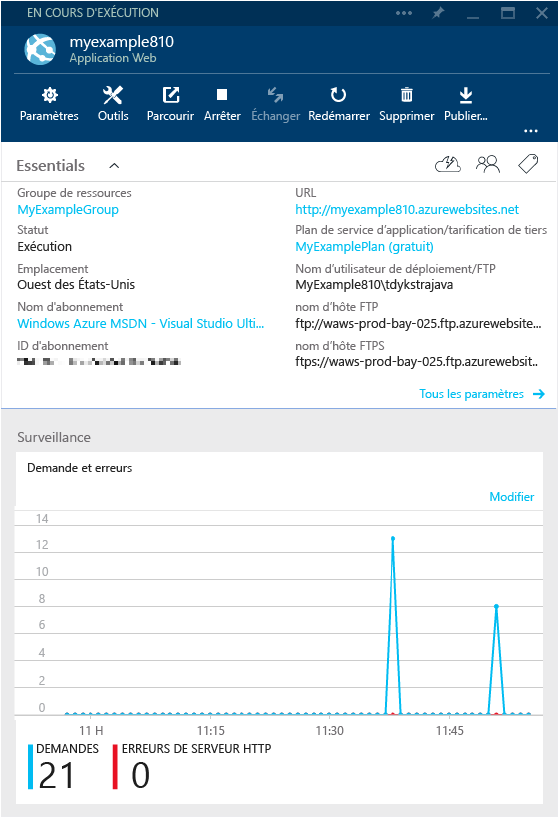 EN COURS D'EXÉCUTION
myexample810
Application Web
Paramètres
Outils
Parcourir
Arrêter
Échanger
Redémarrer
Supprimer
Publier...
Essentials
Groupe de ressources
MyExampleGroup
URL
http://myexample810.azurewebsites.net
Statut
Exécution
Plan de service d'application/tarification de tiers
MyExamplePlan (gratuit)
Emplacement
Ouest des États-Unis
Nom d'utilisateur de déploiement/FTP
MyExample810\tdykstrajava
Nom d'abonnement
Windows Azure MSDN - Visual Studio Ulti...
nom d'hôte FTP
ftp://waws-prod-bay-025.ftp.azurewebsite...
ID d'abonnement
nom d'hôte FTPS
ftps://waws-prod-bay-025.ftp.azurewebsit..
Tous les paramètres
Surveillance
Demande et erreurs
Modifier
14
12
10
8
6
4
2
0
11 H
11:15
11:30
11:45
DEMANDES
21
ERREURS DE SERVEUR HTTP
0